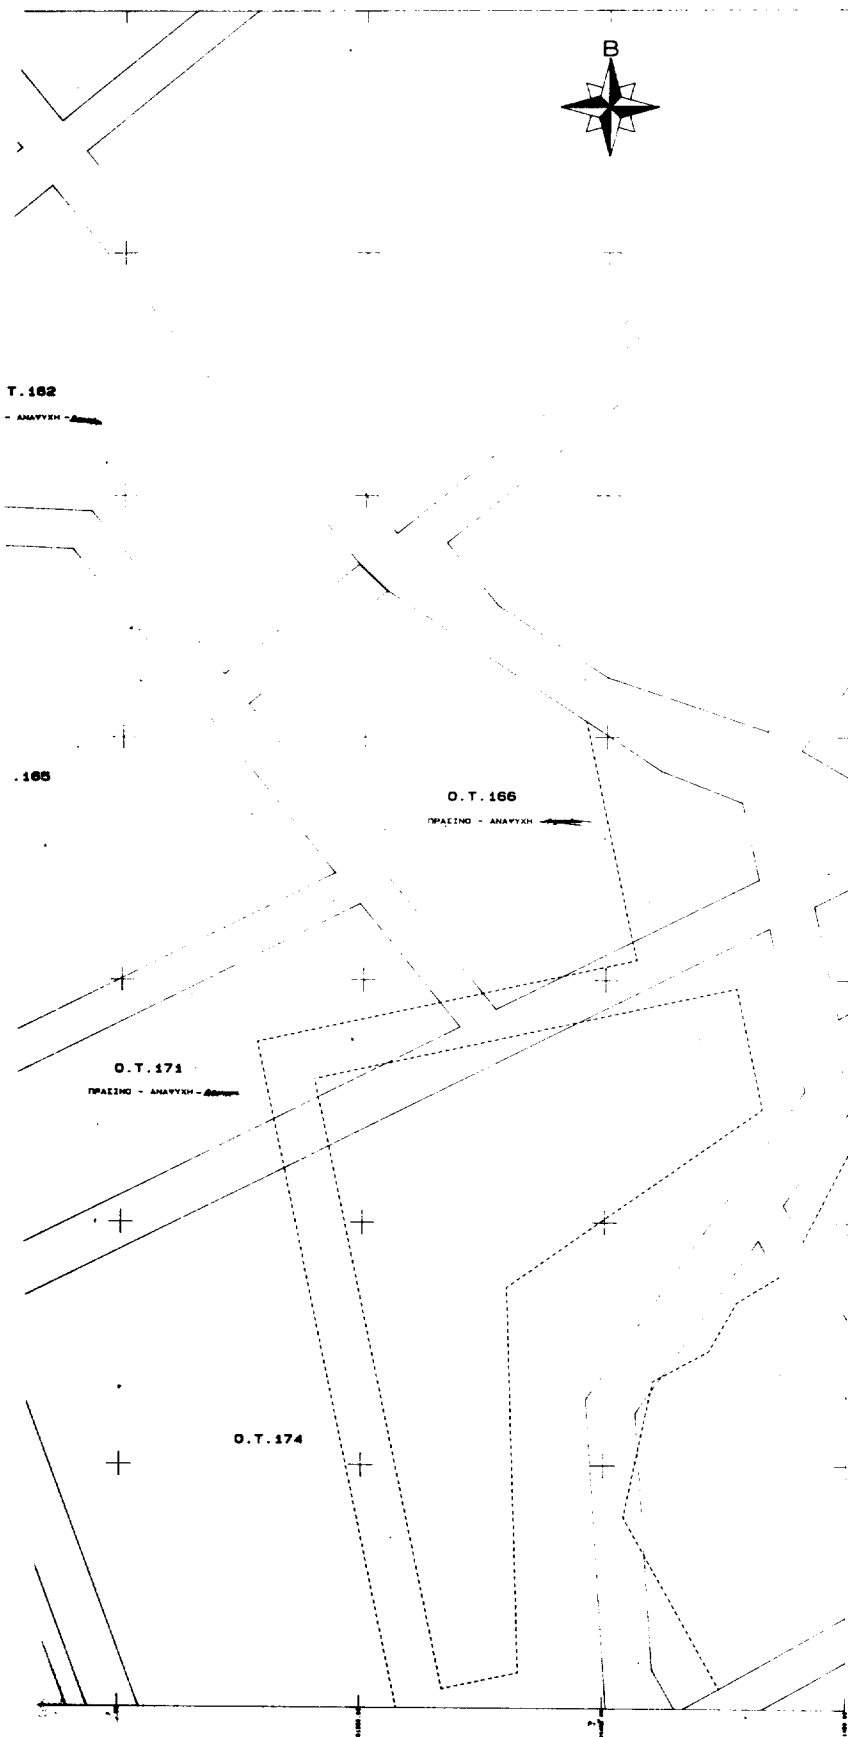 Β
Τ.162
- ΑΝΑΨΥΧΗ -
.165
Ο.Τ.166
ΠΡΑΣΙΝΟ - ΑΝΑΨΥΧΗ
Ο.Τ.171
ΠΡΑΣΙΝΟ - ΑΝΑΨΥΧΗ -
Ο.Τ.174